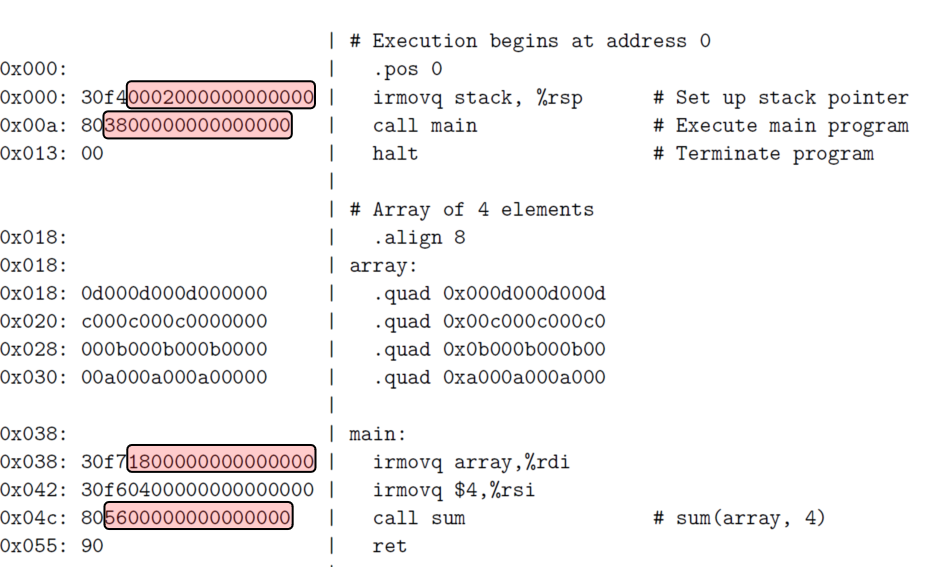 | # Execution begins at address 0
0x000: | .pos 0
0x000: 30f40002000000000000 | irmovq stack, %rsp # Set up stack pointer
0x00a: 803800000000000000 | call main # Execute main program
0x013: 00 | halt # Terminate program
|
| # Array of 4 elements
0x018: | .align 8
0x018: | array:
0x018: 0d000d000d000000 | .quad 0x000d000d000d
0x020: c000c000c0000000 | .quad 0x00c000c000c0
0x028: 000b000b000b0000 | .quad 0x0b000b000b00
0x030: 00a000a000a00000 | .quad 0xa000a000a000
|
0x038: | main:
0x038: 30f71800000000000000 | irmovq array,%rdi
0x042: 30f60400000000000000 | irmovq $4,%rsi
0x04c: 805600000000000000 | call sum # sum(array, 4)
0x055: 90 | ret